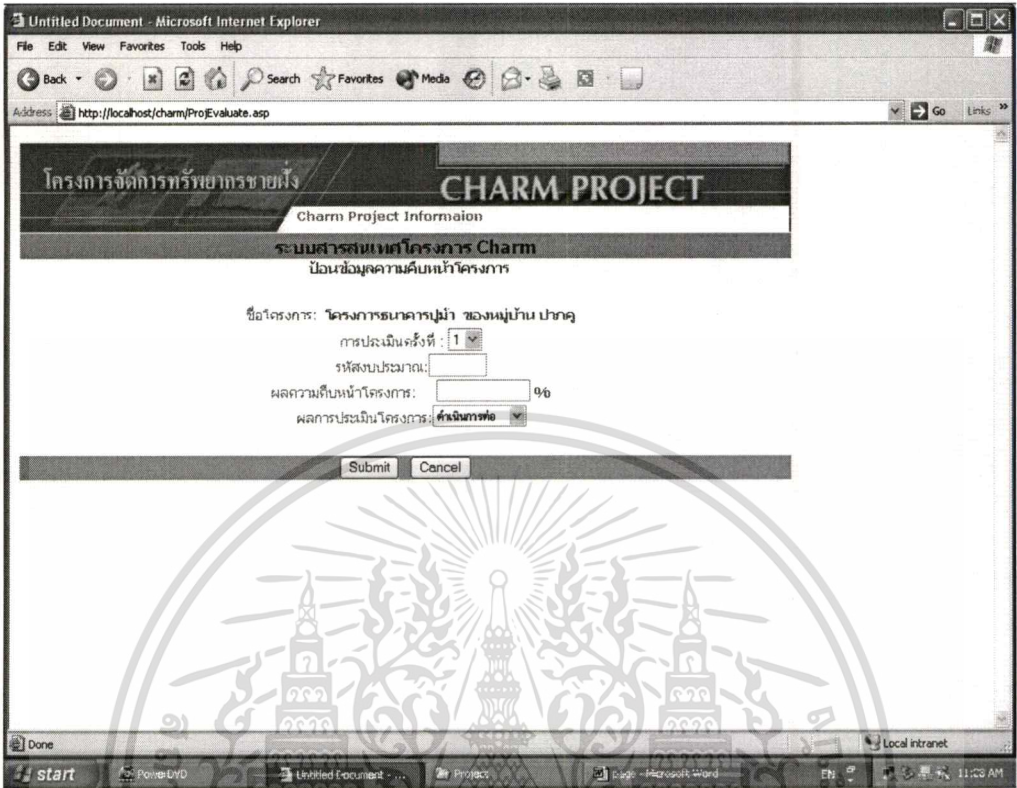 Untitled Document - Microsoft Internet Explorer
File Edit View Favorites Tools Help
Back Search Favorites Media
Address http://localhost/charm/ProjEvaluate.asp Go Links »
โครงการจัดการทรัพยากรชายฝั่ง
CHARM PROJECT
Charm Project Informaion
ระบบสารสนเทศโครงการ Charm
ป้อนข้อมูลความคืบหน้าโครงการ
ชื่อโครงการ: โครงการธนาคารปูม้า ของหมู่บ้าน ปากคู
การประเมินครั้งที่ : 1
รหัสงบประมาณ:
ผลความคืบหน้าโครงการ: %
ผลการประเมินโครงการ: ดำเนินการต่อ
Submit Cancel
Done Local intranet
start PowerDVD Untitled Document - ... Project page - Microsoft Word EN 11:03 AM